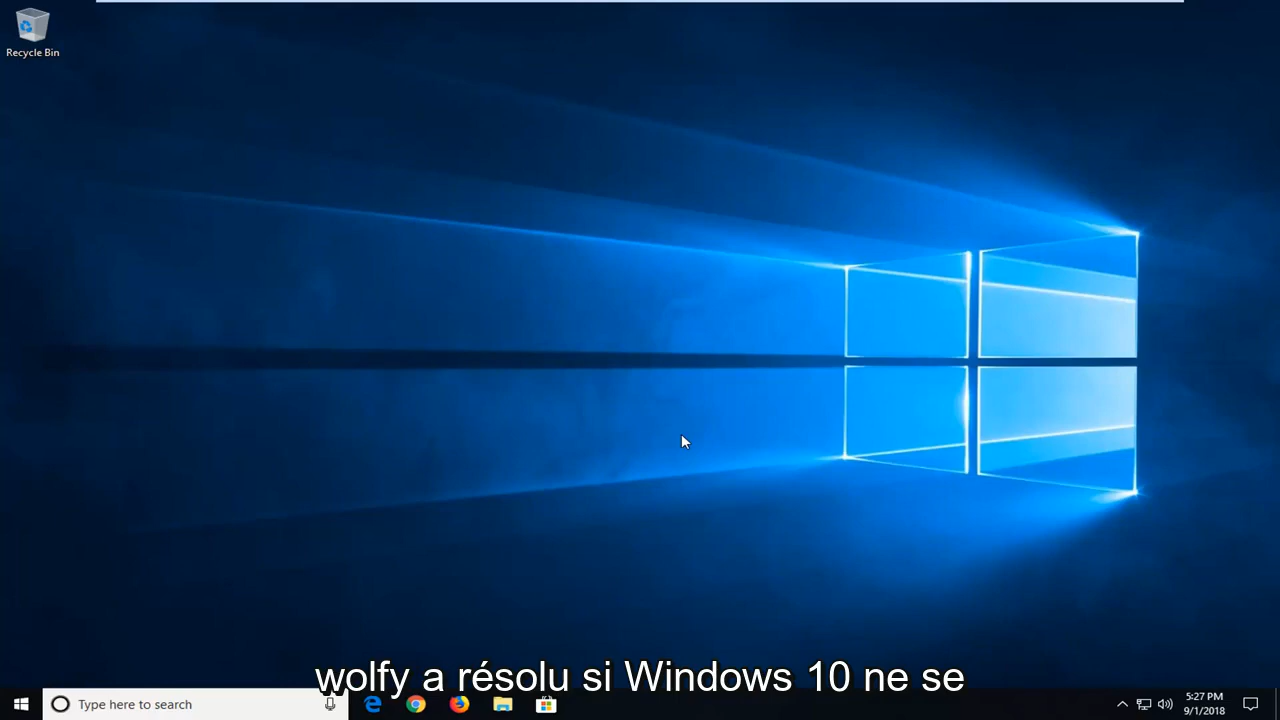 Recycle Bin
wolfy a résolu si Windows 10 ne se
Type here to search
5:27 PM
9/1/2018